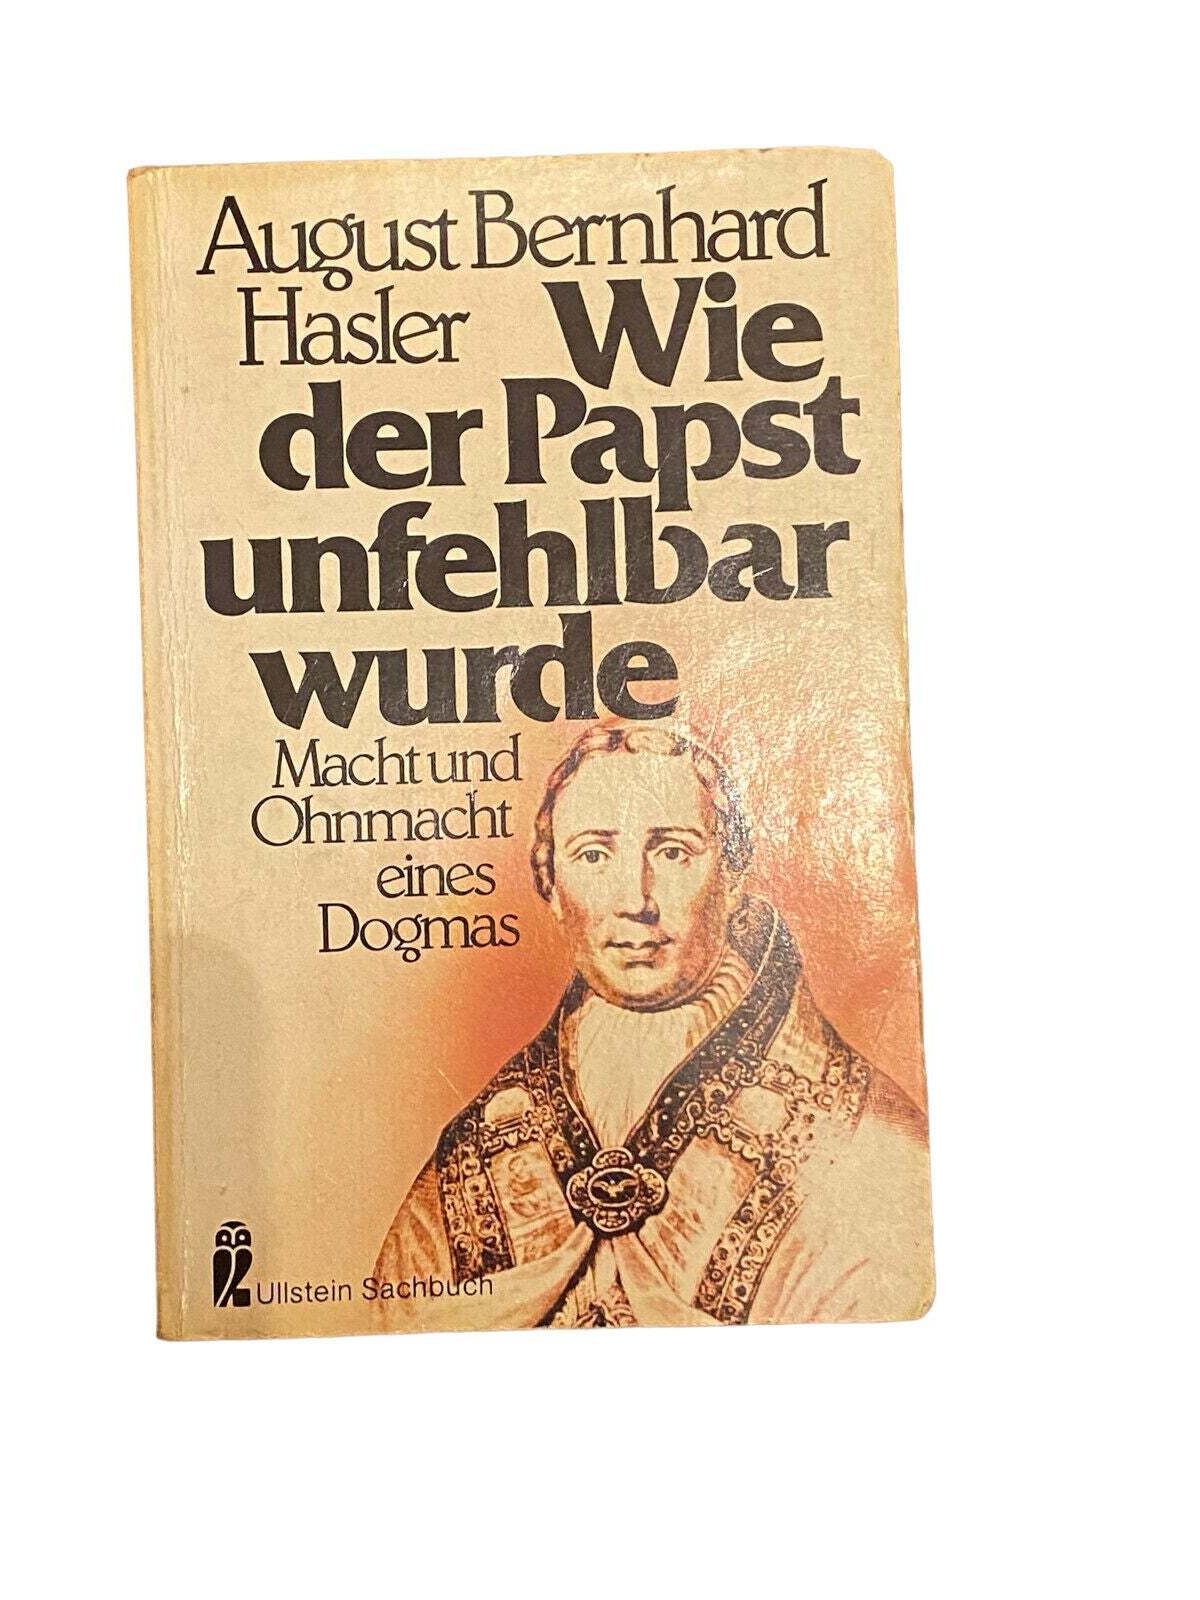 August Bernhard
Hasler Wie
der Papst
unfehlbar
wurde
Macht und
Ohnmacht
eines
Dogmas
Ullstein Sachbuch